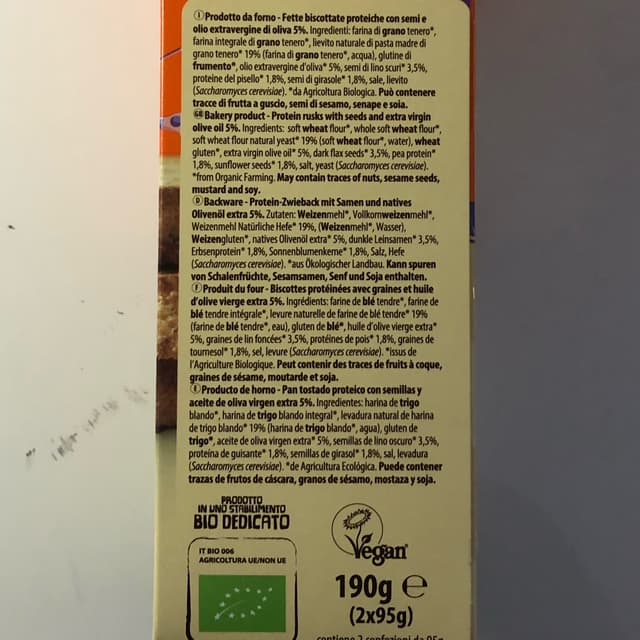 Ⓘ Prodotto da forno - Fette biscottate proteiche con semi e
olio extravergine di oliva 5%. Ingredienti: farina di grano tenero*,
farina integrale di grano tenero*, lievito naturale di pasta madre di
grano tenero* 19% (farina di grano tenero*, acqua), glutine di
frumento*, olio extravergine d'oliva* 5%, semi di lino scuri* 3,5%,
proteine del pisello* 1,8%, semi di girasole* 1,8%, sale, lievito
(Saccharomyces cerevisiae). *da Agricoltura Biologica. Può contenere
tracce di frutta a guscio, semi di sesamo, senape e soia.
GB Bakery product - Protein rusks with seeds and extra virgin
olive oil 5%. Ingredients: soft wheat flour*, whole soft wheat flour*,
soft wheat flour natural yeast* 19% (soft wheat flour*, water), wheat
gluten*, extra virgin olive oil* 5%, dark flax seeds* 3,5%, pea protein*
1,8%, sunflower seeds* 1,8%, salt, yeast (Saccharomyces cerevisiae).
*from Organic Farming. May contain traces of nuts, sesame seeds,
mustard and soy.
Ⓓ Backware - Protein-Zwieback mit Samen und natives
Olivenöl extra 5%. Zutaten: Weizenmehl*, Vollkornweizenmehl*,
Weizenmehl Natürliche Hefe* 19%, (Weizenmehl*, Wasser),
Weizengluten*, natives Olivenöl extra* 5%, dunkle Leinsamen* 3,5%,
Erbsenprotein* 1,8%, Sonnenblumenkerne* 1,8%, Salz, Hefe
(Saccharomyces cerevisiae). *aus Ökologischer Landbau. Kann spuren
von Schalenfrüchte, Sesamsamen, Senf und Soja enthalten.
Ⓕ Produit du four - Biscottes protéinées avec graines et huile
d'olive vierge extra 5%. Ingrédients: farine de blé tendre*, farine de
blé tendre intégrale*, levure naturelle de farine de blé tendre* 19%
(farine de blé tendre*, eau), gluten de blé*, huile d'olive vierge extra*
5%, graines de lin foncées* 3,5%, protéines de pois* 1,8%, graines de
tournesol* 1,8%, sel, levure (Saccharomyces cerevisiae). *issus de
l'Agriculture Biologique. Peut contenir des traces de fruits à coque,
graines de sésame, moutarde et soja.
Ⓔ Producto de horno - Pan tostado proteico con semillas y
aceite de oliva virgen extra 5%. Ingredientes: harina de trigo
blando*, harina de trigo blando integral*, levadura natural de harina
de trigo blando* 19% (harina de trigo blando*, agua), gluten de
trigo*, aceite de oliva virgen extra* 5%, semillas de lino oscuro* 3,5%,
proteína de guisante* 1,8%, semillas de girasol* 1,8%, sal, levadura
(Saccharomyces cerevisiae). *de Agricultura Ecológica. Puede contener
trazas de frutos de cáscara, granos de sésamo, mostaza y soja.
PRODOTTO
IN UNO STABILIMENTO
BIO DEDICATO
IT BIO 006
AGRICOLTURA UE/NON UE
Vegan
190g e
(2x95g)
contiene 2 confezioni da 95g